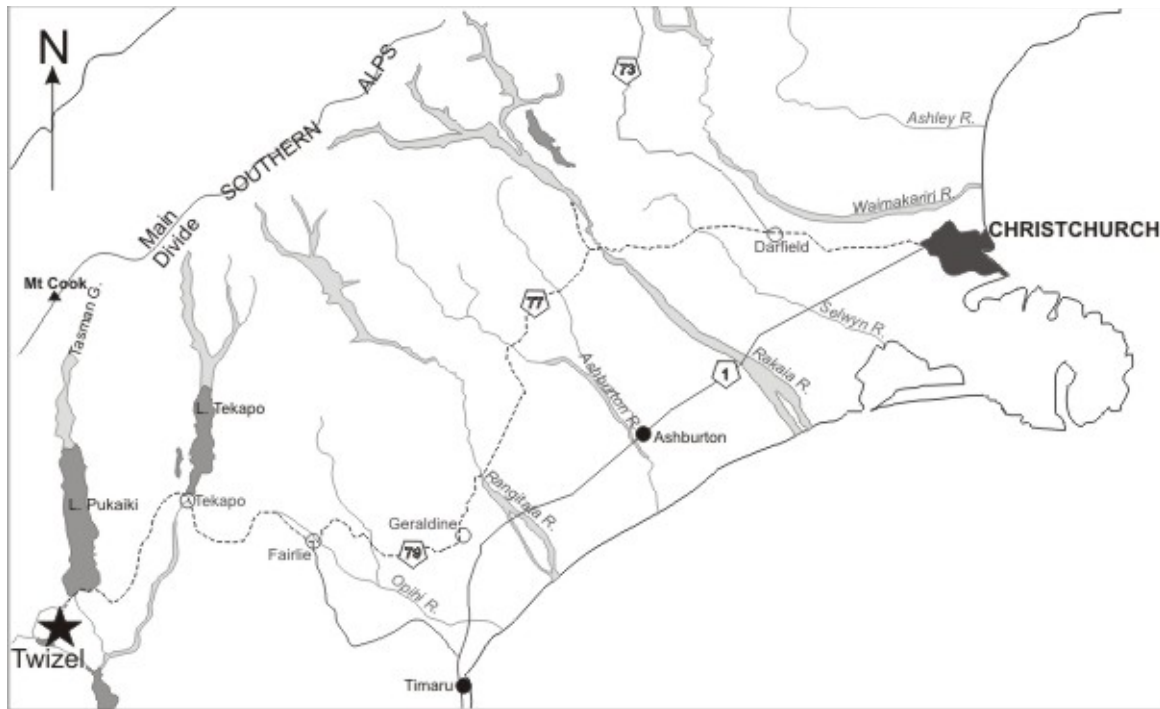 N
73
ALPS
SOUTHERN
Ashley R.
Main
Divide
Waimakariri R.
CHRISTCHURCH
Darfield
Mt Cook
Tasman G.
77
Selwyn R.
1
Rakaia R.
Ashburton R.
L. Tekapo
Ashburton
L. Pukaiki
Tekapo
Rangitata R.
Geraldine
Fairlie
79
Opihi R.
Twizel
Timaru